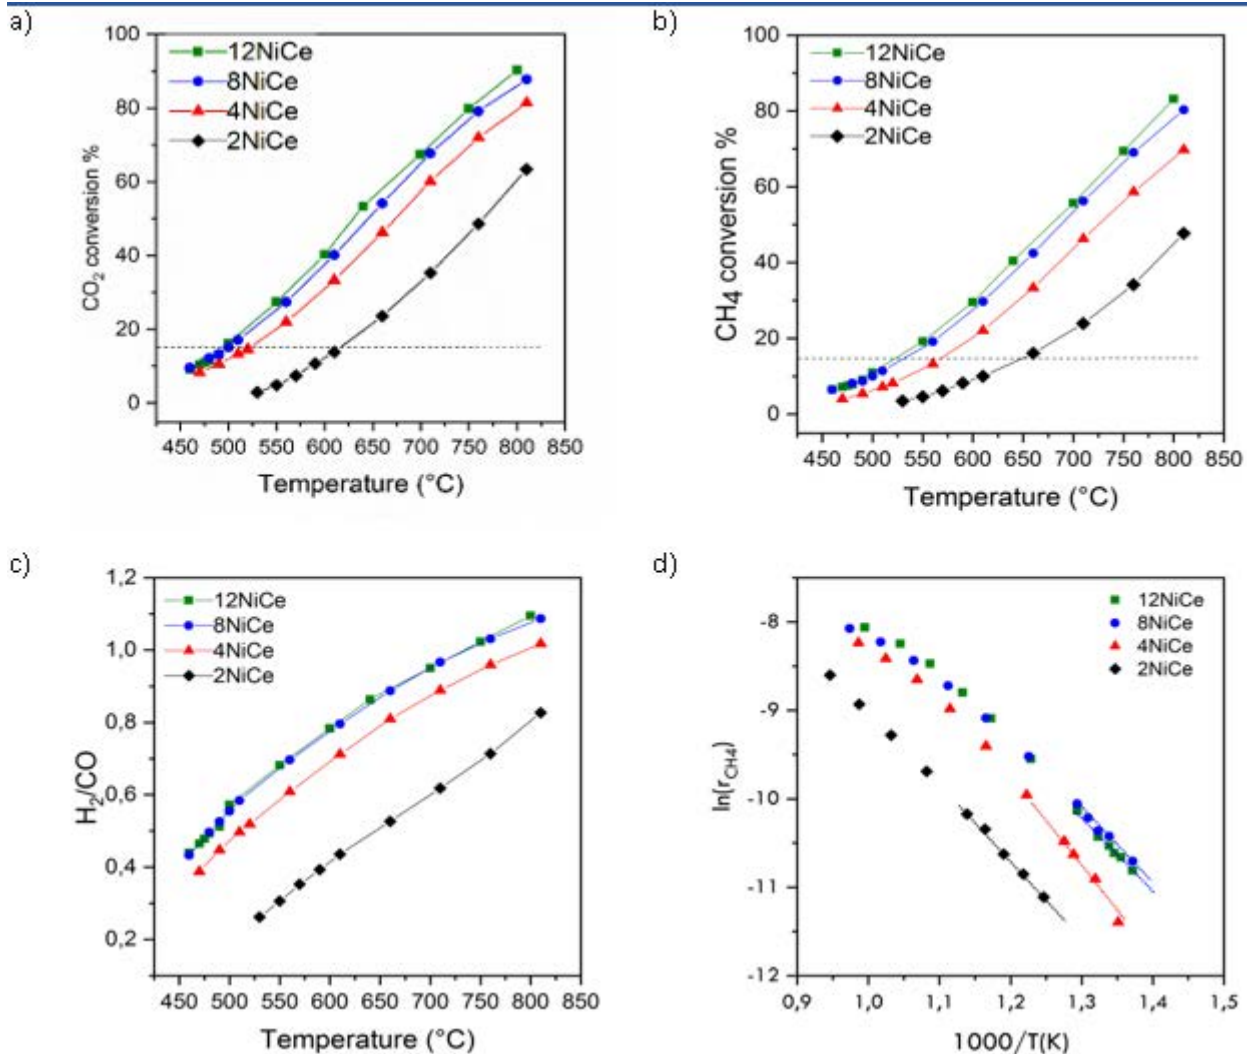 a)
100
80
60
40
20
0
CO₂ conversion %
12NiCe
8NiCe
4NiCe
2NiCe
450 500 550 600 650 700 750 800 850
Temperature (°C)
b)
100
80
60
40
20
0
CH4 conversion %
12NiCe
8NiCe
4NiCe
2NiCe
450 500 550 600 650 700 750 800 850
Temperature (°C)
c)
1,2
1,0
0,8
0,6
0,4
0,2
H₂/CO
12NiCe
8NiCe
4NiCe
2NiCe
450 500 550 600 650 700 750 800 850
Temperature (°C)
d)
-7
-8
-9
-10
-11
-12
ln(r_CH4)
12NiCe
8NiCe
4NiCe
2NiCe
0,9 1,0 1,1 1,2 1,3 1,4 1,5
1000/T(K)